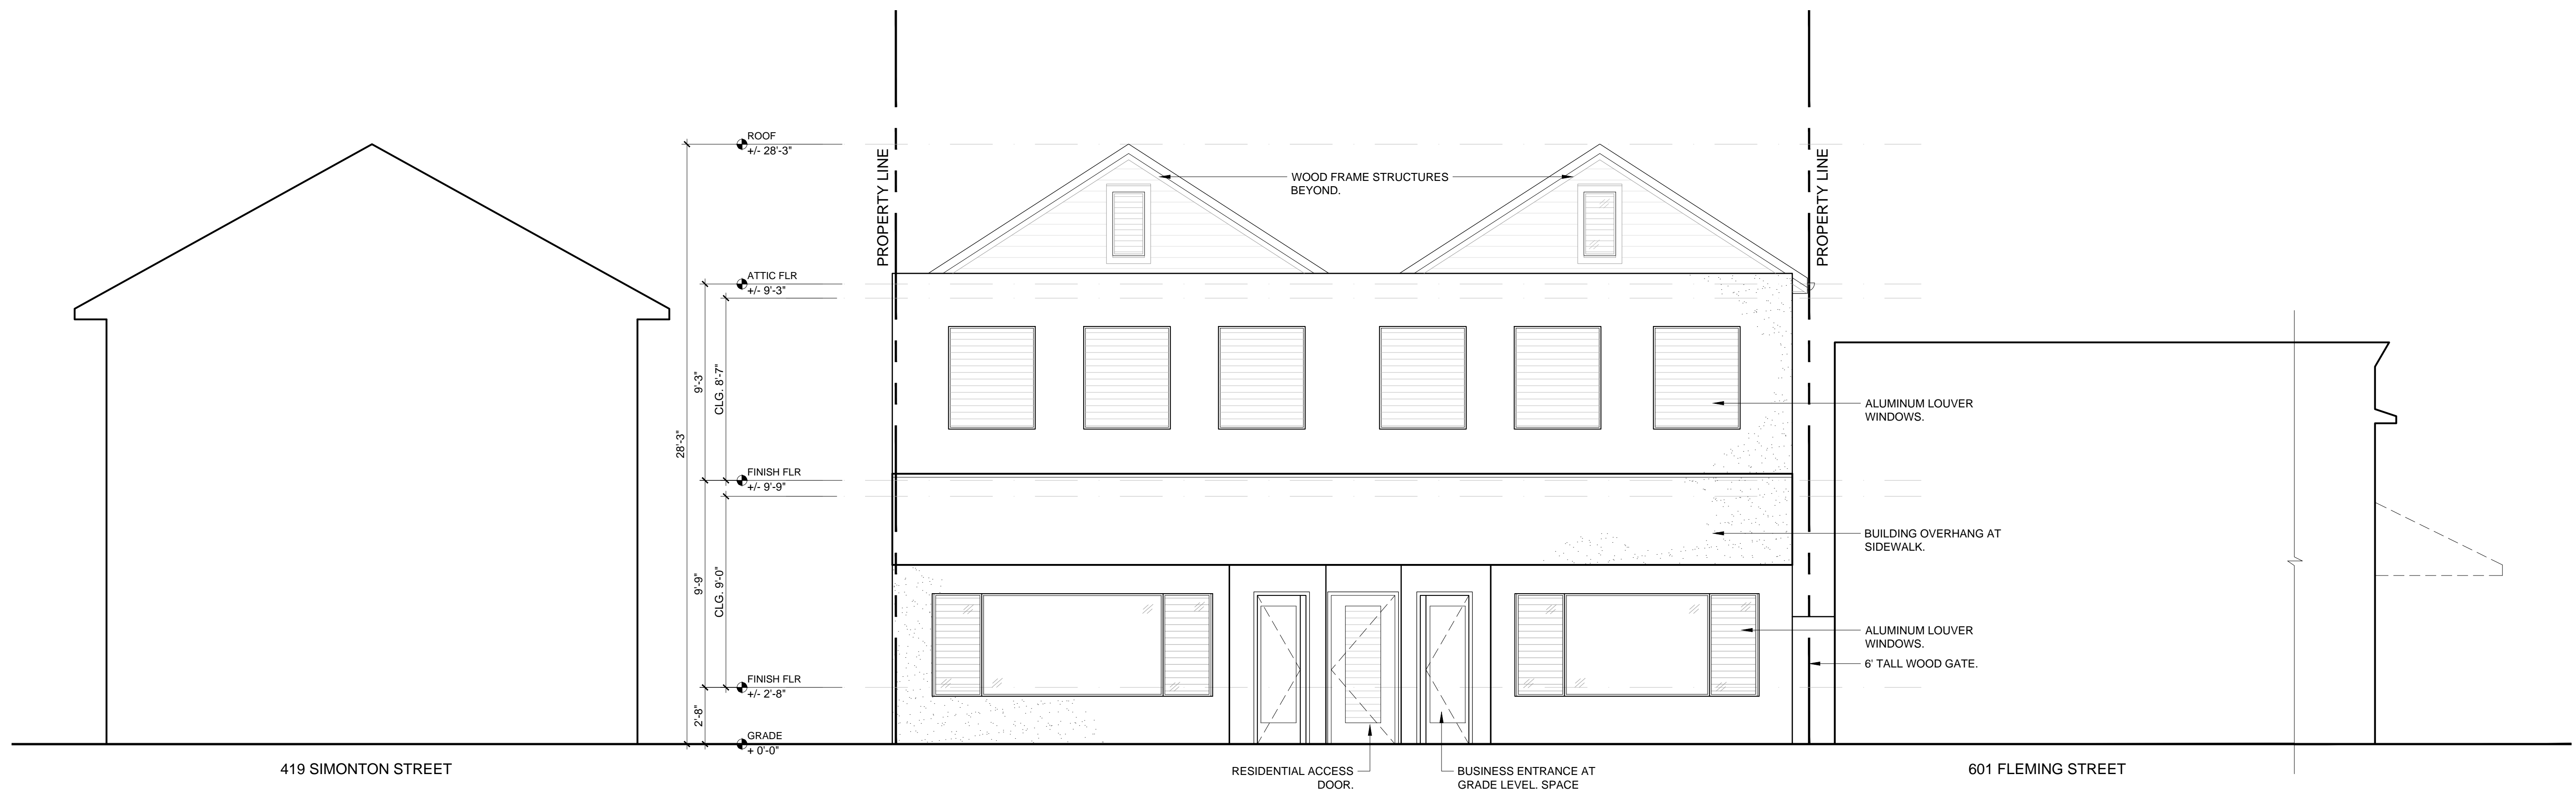 ROOF
+/- 28'-3"
PROPERTY LINE
WOOD FRAME STRUCTURES
BEYOND.
PROPERTY LINE
ATTIC FLR
+/- 9'-3"
9'-3"
CLG. 8'-7"
28'-3"
ALUMINUM LOUVER
WINDOWS.
FINISH FLR
+/- 9'-9"
BUILDING OVERHANG AT
SIDEWALK.
9'-9"
CLG. 9'-0"
ALUMINUM LOUVER
WINDOWS.
6' TALL WOOD GATE.
FINISH FLR
+/- 2'-8"
2'-8"
GRADE
+ 0'-0"
419 SIMONTON STREET
RESIDENTIAL ACCESS
DOOR.
BUSINESS ENTRANCE AT
GRADE LEVEL. SPACE
601 FLEMING STREET